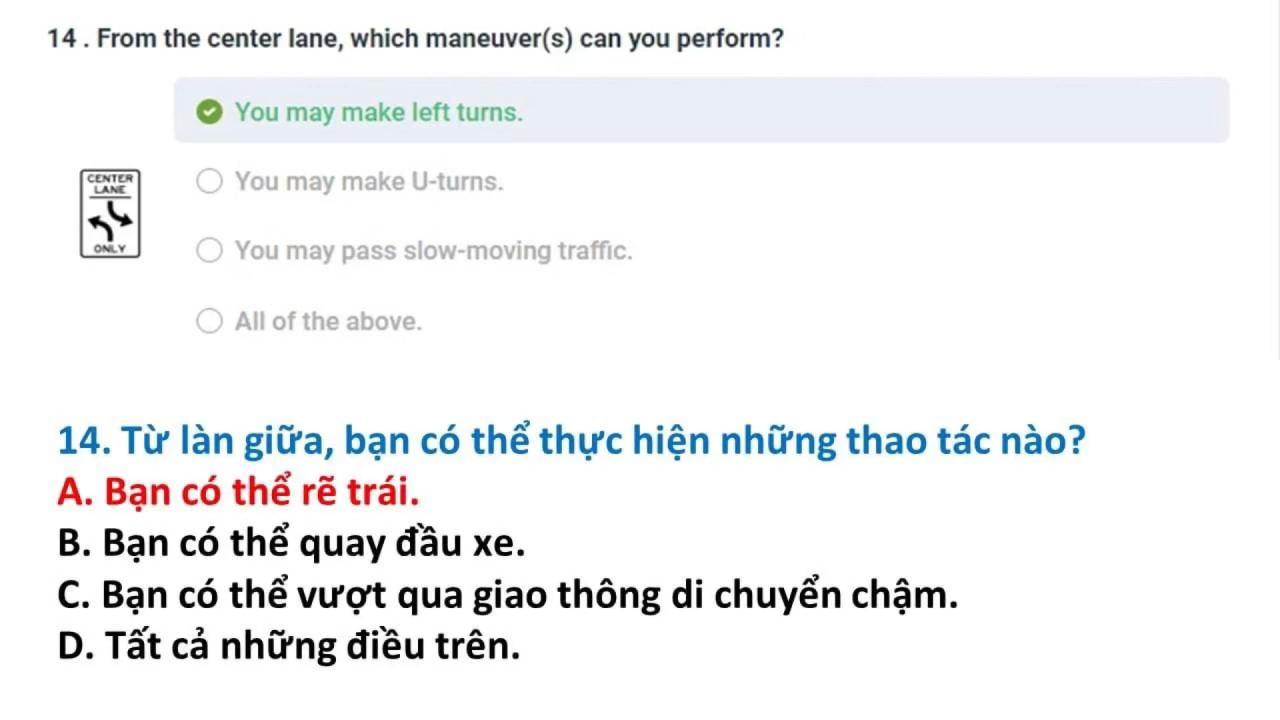 14 . From the center lane, which maneuver(s) can you perform?
You may make left turns.
CENTER
LANE
You may make U-turns.
You may pass slow-moving traffic.
ONLY
All of the above.
14. Từ làn giữa, bạn có thể thực hiện những thao tác nào?
A. Bạn có thể rẽ trái.
B. Bạn có thể quay đầu xe.
C. Bạn có thể vượt qua giao thông di chuyển chậm.
D. Tất cả những điều trên.